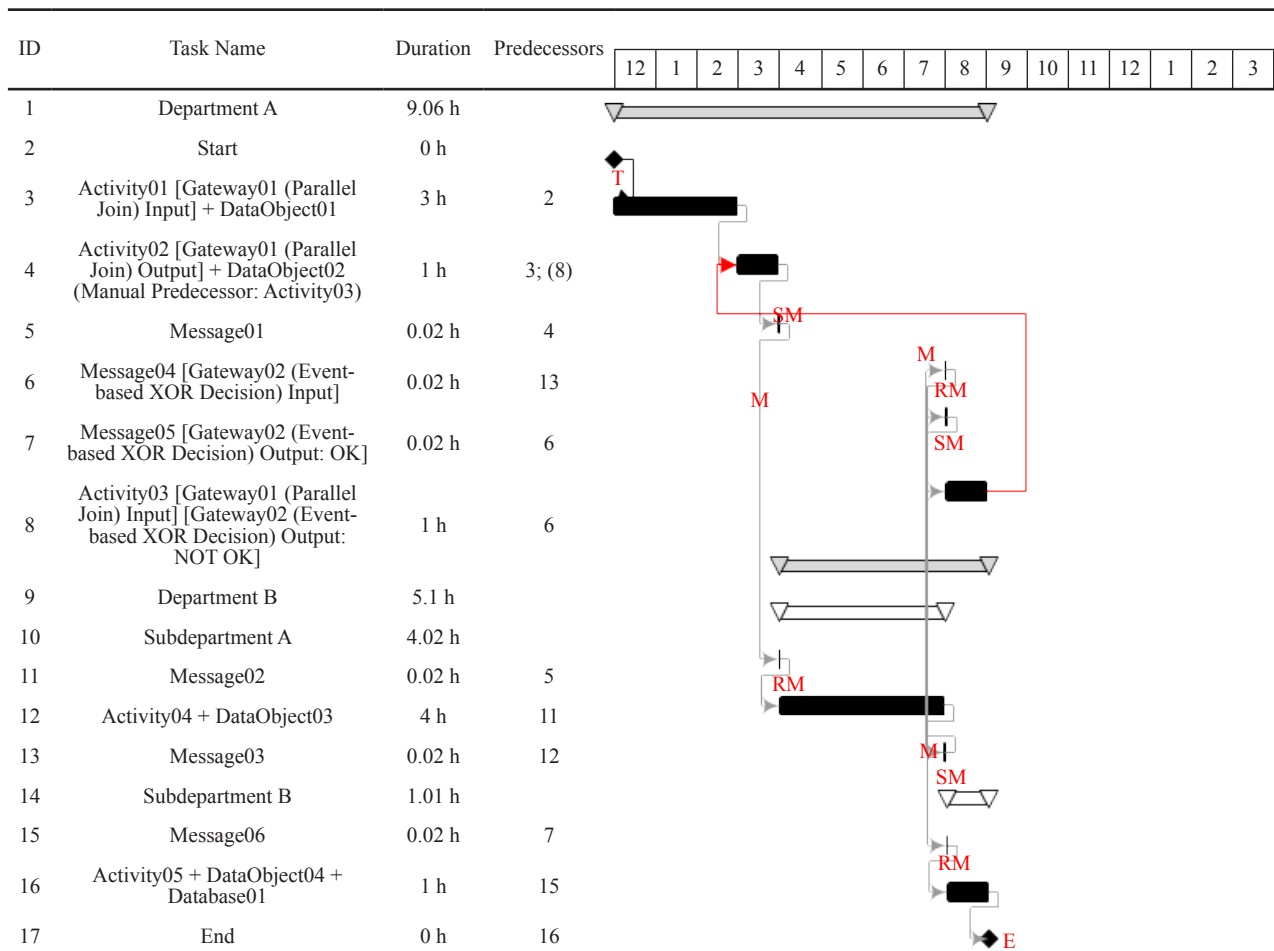 ID Task Name Duration Predecessors
12 1 2 3 4 5 6 7 8 9 10 11 12 1 2 3
1 Department A 9.06 h
2 Start 0 h
T
3 Activity01 [Gateway01 (Parallel
Join) Input] + DataObject01 3 h 2
4 Activity02 [Gateway01 (Parallel
Join) Output] + DataObject02
(Manual Predecessor: Activity03) 1 h 3; (8)
SM
5 Message01 0.02 h 4
M
6 Message04 [Gateway02 (Event-
based XOR Decision) Input] 0.02 h 13
RM
M
7 Message05 [Gateway02 (Event-
based XOR Decision) Output: OK] 0.02 h 6
SM
8 Activity03 [Gateway01 (Parallel
Join) Input] [Gateway02 (Event-
based XOR Decision) Output:
NOT OK] 1 h 6
9 Department B 5.1 h
10 Subdepartment A 4.02 h
11 Message02 0.02 h 5
RM
12 Activity04 + DataObject03 4 h 11
13 Message03 0.02 h 12
M
SM
14 Subdepartment B 1.01 h
15 Message06 0.02 h 7
RM
16 Activity05 + DataObject04 +
Database01 1 h 15
17 End 0 h 16
E